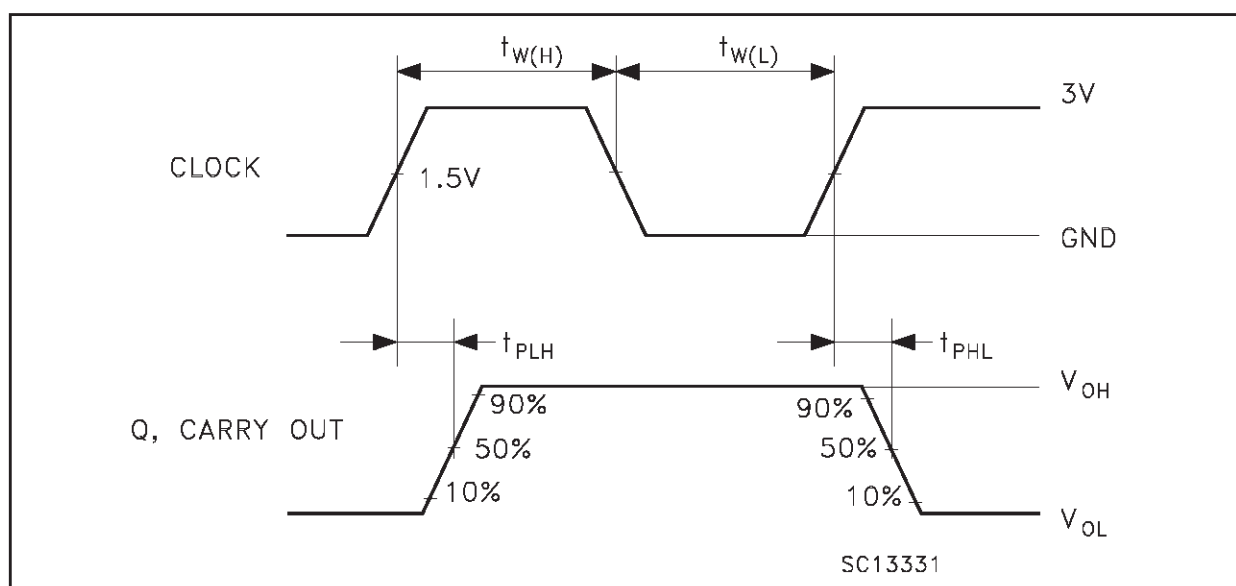 tW(H)
tW(L)
3V
CLOCK
1.5V
GND
tPLH
tPHL
VOH
90%
90%
Q, CARRY OUT
50%
50%
10%
10%
VOL
SC13331